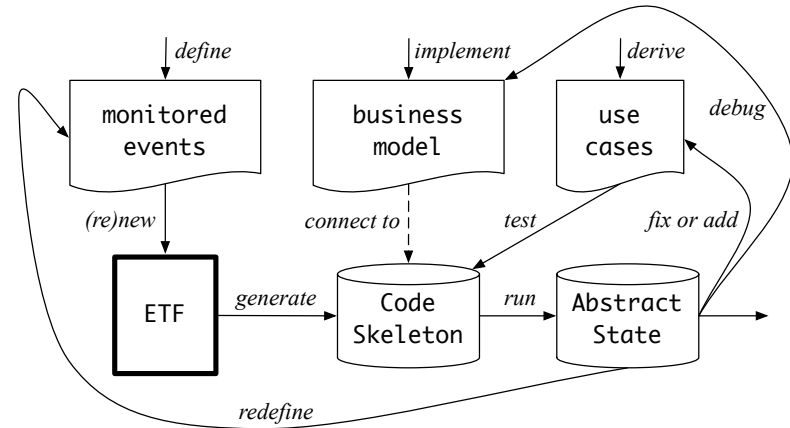 define
implement
derive
monitored
events
business
model
use
cases
debug
(re)new
connect to
test
fix or add
ETF
generate
Code
Skeleton
run
Abstract
State
redefine